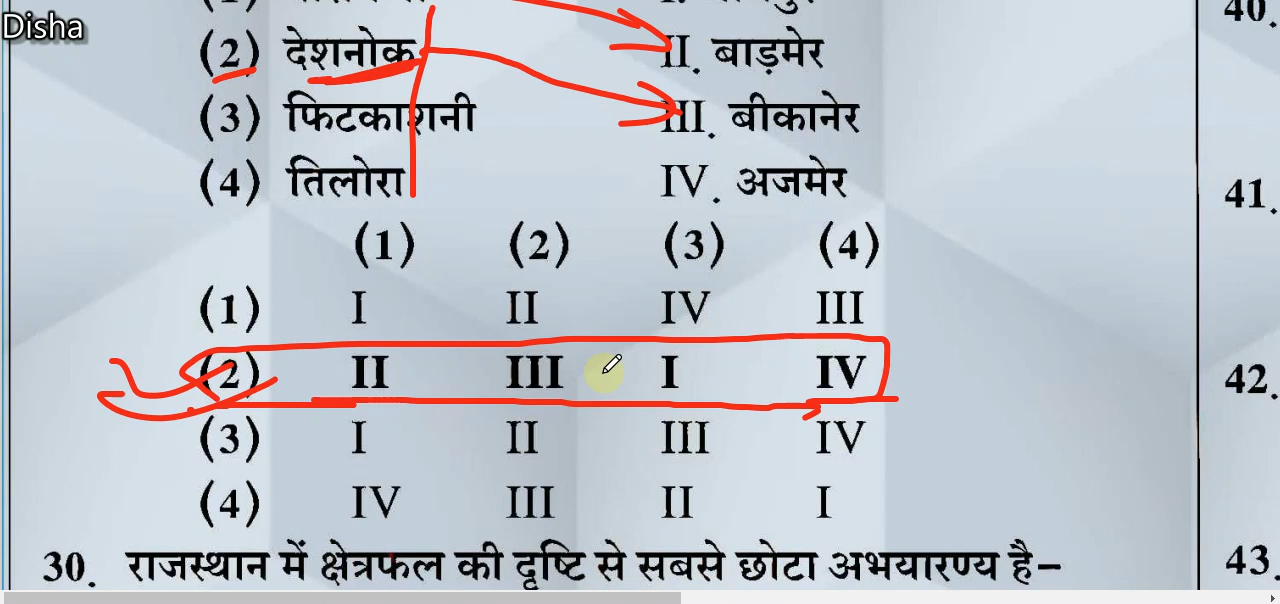 Disha
40.
(2) देशनोक II. बाड़मेर
(3) फिटकाशनी III. बीकानेर
(4) तिलोरा IV. अजमेर
41.
(1) (2) (3) (4)
(1) I II IV III
(2) II III I IV
42.
(3) I II III IV
(4) IV III II I
30. राजस्थान में क्षेत्रफल की दृष्टि से सबसे छोटा अभयारण्य है–
43.